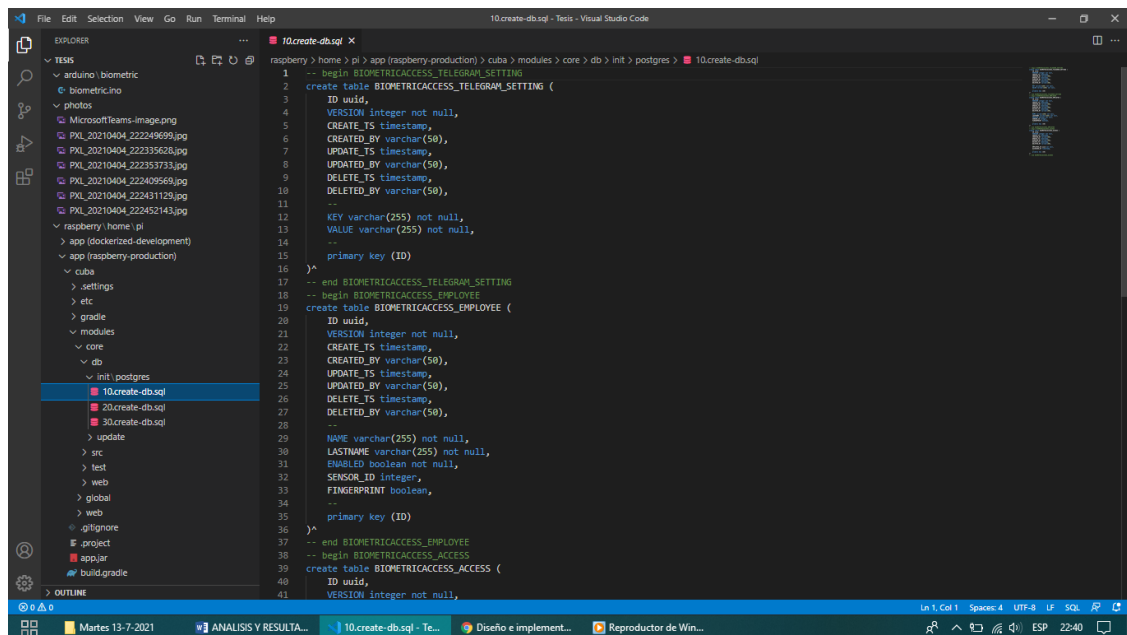 File Edit Selection View Go Run Terminal Help
10.create-db.sql - Tesis - Visual Studio Code
EXPLORER
TESIS
arduino \ biometric
biometric.ino
photos
MicrosoftTeams-image.png
PXL_20210404_222249699.jpg
PXL_20210404_222335628.jpg
PXL_20210404_222353733.jpg
PXL_20210404_222409569.jpg
PXL_20210404_222431129.jpg
PXL_20210404_222452143.jpg
raspberry \ home \ pi
app (dockerized-development)
app (raspberry-production)
cuba
.settings
etc
gradle
modules
core
db
init \ postgres
10.create-db.sql
20.create-db.sql
30.create-db.sql
update
src
test
web
global
web
.gitignore
.project
app.jar
build.gradle
OUTLINE
10.create-db.sql
raspberry > home > pi > app (raspberry-production) > cuba > modules > core > db > init > postgres > 10.create-db.sql
1 -- begin BIOMETRICACCESS_TELEGRAM_SETTING
2 create table BIOMETRICACCESS_TELEGRAM_SETTING (
3 ID uuid,
4 VERSION integer not null,
5 CREATE_TS timestamp,
6 CREATED_BY varchar(50),
7 UPDATE_TS timestamp,
8 UPDATED_BY varchar(50),
9 DELETE_TS timestamp,
10 DELETED_BY varchar(50),
11 --
12 KEY varchar(255) not null,
13 VALUE varchar(255) not null,
14 --
15 primary key (ID)
16 )^
17 -- end BIOMETRICACCESS_TELEGRAM_SETTING
18 -- begin BIOMETRICACCESS_EMPLOYEE
19 create table BIOMETRICACCESS_EMPLOYEE (
20 ID uuid,
21 VERSION integer not null,
22 CREATE_TS timestamp,
23 CREATED_BY varchar(50),
24 UPDATE_TS timestamp,
25 UPDATED_BY varchar(50),
26 DELETE_TS timestamp,
27 DELETED_BY varchar(50),
28 --
29 NAME varchar(255) not null,
30 LASTNAME varchar(255) not null,
31 ENABLED boolean not null,
32 SENSOR_ID integer,
33 FINGERPRINT boolean,
34 --
35 primary key (ID)
36 )^
37 -- end BIOMETRICACCESS_EMPLOYEE
38 -- begin BIOMETRICACCESS_ACCESS
39 create table BIOMETRICACCESS_ACCESS (
40 ID uuid,
41 VERSION integer not null,
0 0
Ln 1, Col 1 Spaces: 4 UTF-8 LF SQL
Martes 13-7-2021
ANALISIS Y RESULTA...
10.create-db.sql - Te...
Diseño e implement...
Reproductor de Win...
ESP 22:40